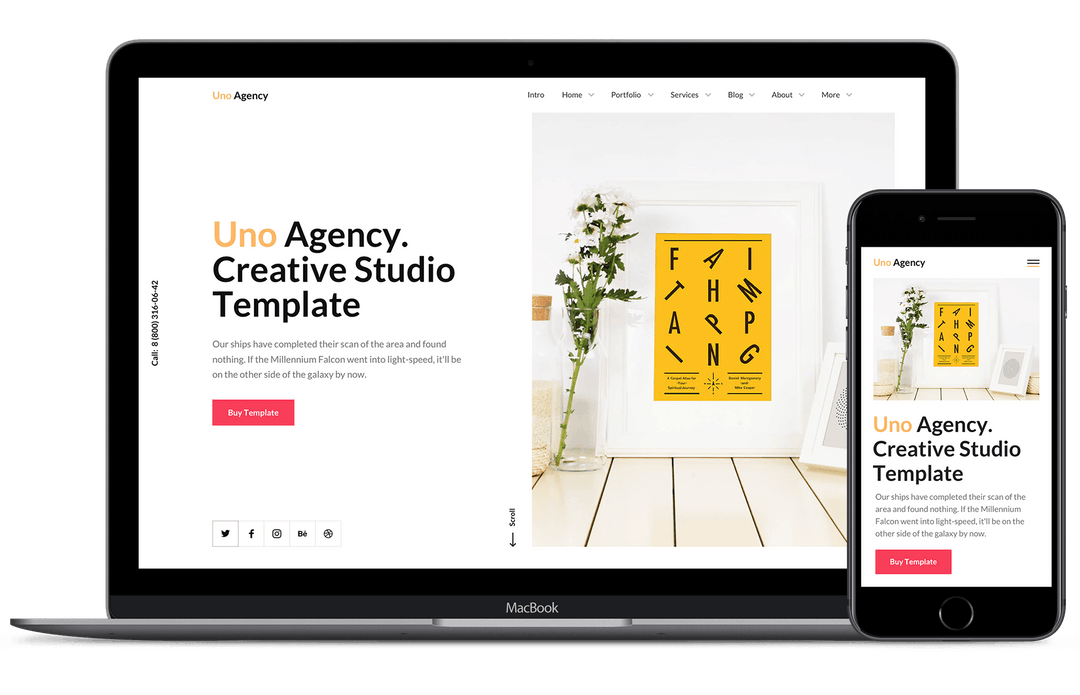 Uno Agency
Intro Home Portfolio Services Blog About More
Uno Agency.
Creative Studio
Template
Our ships have completed their scan of the area and found
nothing. If the Millennium Falcon went into light-speed, it'll be
on the other side of the galaxy by now.
Buy Template
Call: 8 (800) 316-06-42
Bē
Scroll
F A I
T H M
A P P
I N G
A Gospel Atlas for
Your
Spiritual Journey
Daniel Montgomery
and
Mike Cosper
MacBook
Uno Agency
F A I
T H M
A P P
I N G
Uno Agency.
Creative Studio
Template
Our ships have completed their scan of the
area and found nothing. If the Millennium
Falcon went into light-speed, it'll be on the
other side of the galaxy by now.
Buy Template